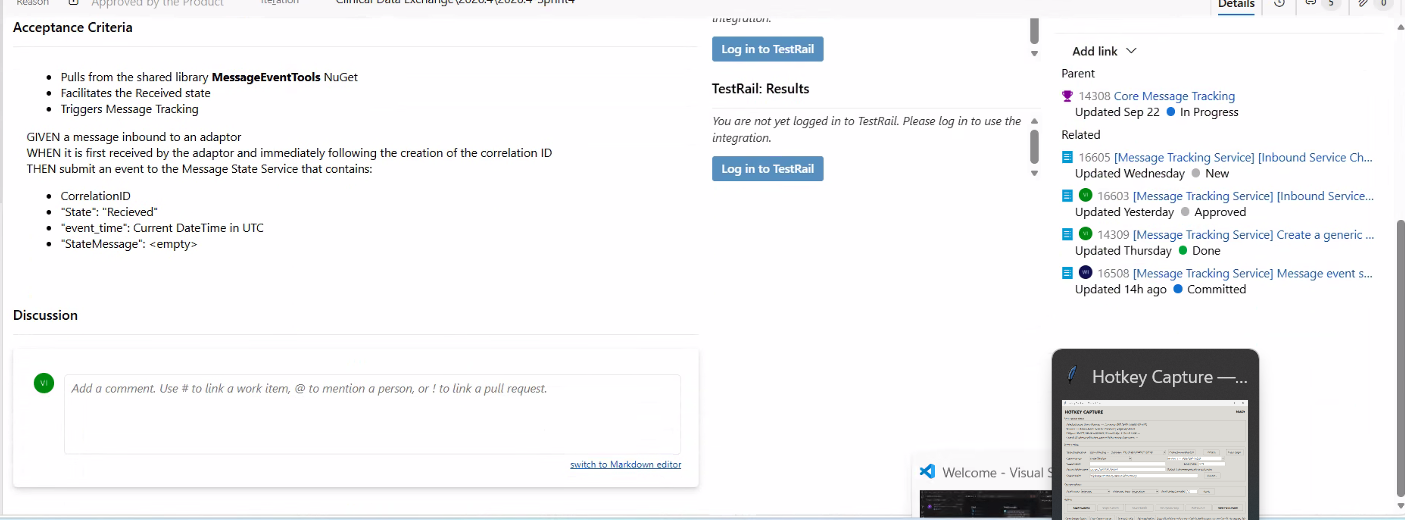 Reason
Approved by the Product
Iteration
Clinical Data Exchange\2026.4\2026.4-Sprint4
Details
5
0
Acceptance Criteria
Pulls from the shared library MessageEventTools NuGet
Facilitates the Received state
Triggers Message Tracking
GIVEN a message inbound to an adaptor
WHEN it is first received by the adaptor and immediately following the creation of the correlation ID
THEN submit an event to the Message State Service that contains:
CorrelationID
"State": "Recieved"
"event_time": Current DateTime in UTC
"StateMessage": <empty>
Discussion
VI
Add a comment. Use # to link a work item, @ to mention a person, or ! to link a pull request.
switch to Markdown editor
integration.
Log in to TestRail
TestRail: Results
You are not yet logged in to TestRail. Please log in to use the
integration.
Log in to TestRail
Add link
Parent
14308 Core Message Tracking
Updated Sep 22 In Progress
Related
16605 [Message Tracking Service] [Inbound Service Ch...
Updated Wednesday New
VI 16603 [Message Tracking Service] [Inbound Service...
Updated Yesterday Approved
VI 14309 [Message Tracking Service] Create a generic ...
Updated Thursday Done
16508 [Message Tracking Service] Message event s...
Updated 14h ago Committed
Welcome - Visual S
Hotkey Capture —...
HOTKEY CAPTURE